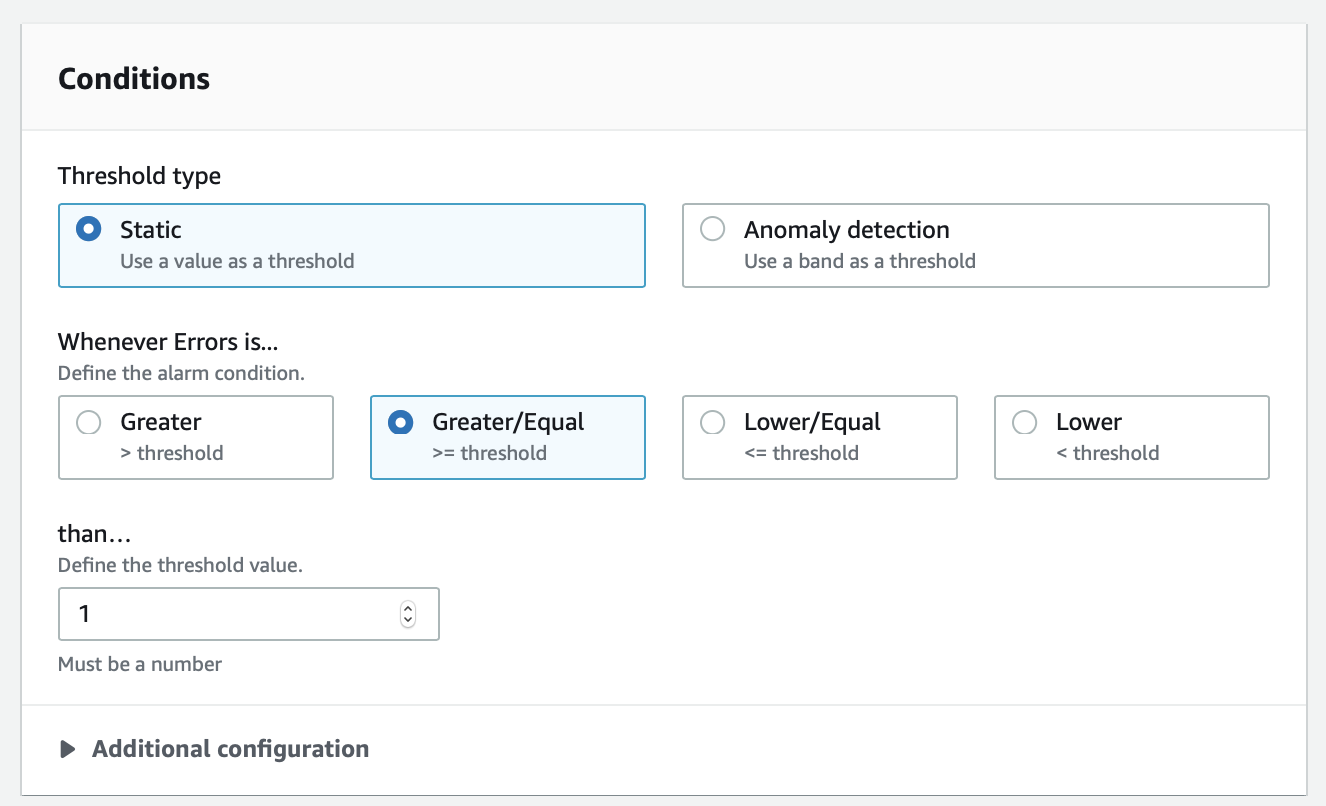 Conditions
Threshold type
Static
Use a value as a threshold
Anomaly detection
Use a band as a threshold
Whenever Errors is...
Define the alarm condition.
Greater
> threshold
Greater/Equal
>= threshold
Lower/Equal
<= threshold
Lower
< threshold
than...
Define the threshold value.
1
Must be a number
Additional configuration